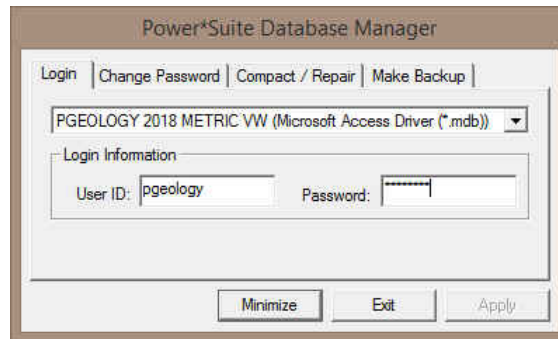 Power*Suite Database Manager
Login Change Password Compact / Repair Make Backup
PGEOLOGY 2018 METRIC VW (Microsoft Access Driver (*.mdb))
Login Information
User ID: pgeology Password: ********
Minimize Exit Apply